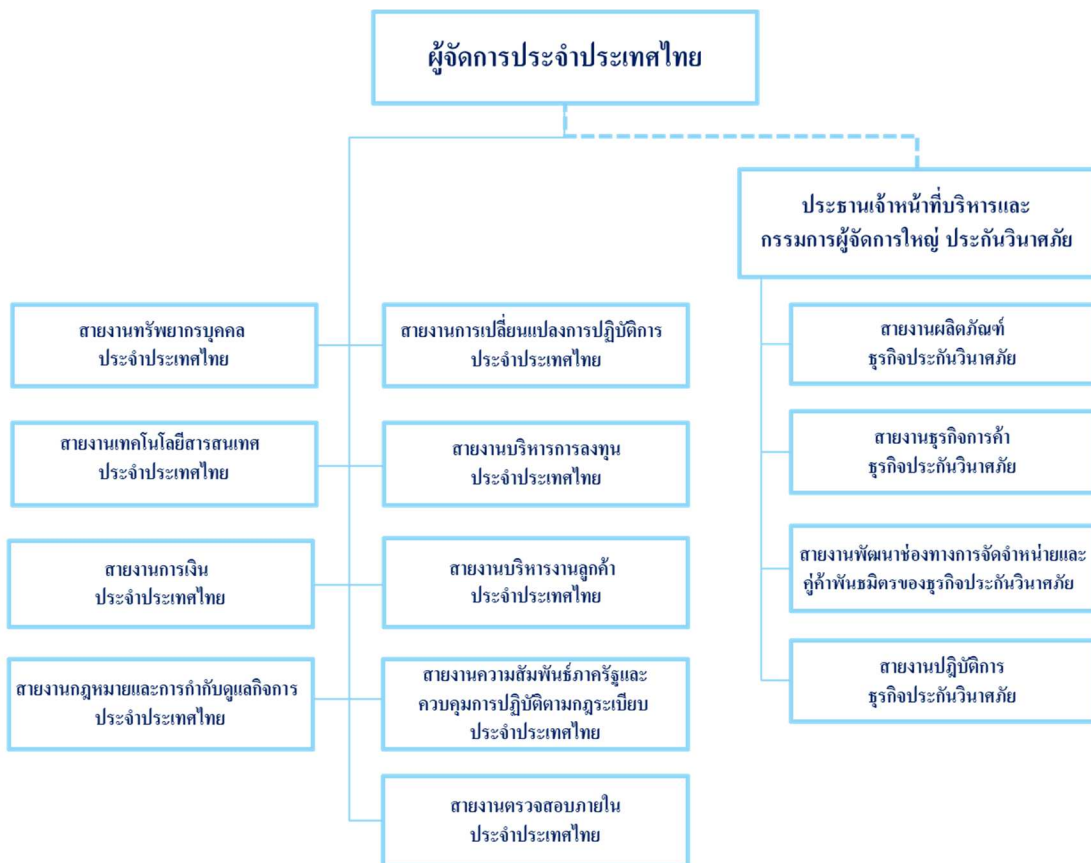 ผู้จัดการประจำประเทศไทย
ประธานเจ้าหน้าที่บริหารและ
กรรมการผู้จัดการใหญ่ ประกันวินาศภัย
สายงานทรัพยากรบุคคล
ประจำประเทศไทย
สายงานการเปลี่ยนแปลงการปฏิบัติการ
ประจำประเทศไทย
สายงานผลิตภัณฑ์
ธุรกิจประกันวินาศภัย
สายงานเทคโนโลยีสารสนเทศ
ประจำประเทศไทย
สายงานบริหารการลงทุน
ประจำประเทศไทย
สายงานธุรกิจการค้า
ธุรกิจประกันวินาศภัย
สายงานการเงิน
ประจำประเทศไทย
สายงานบริหารงานลูกค้า
ประจำประเทศไทย
สายงานพัฒนาช่องทางการจัดจำหน่ายและ
คู่ค้าพันธมิตรของธุรกิจประกันวินาศภัย
สายงานกฎหมายและการกำกับดูแลกิจการ
ประจำประเทศไทย
สายงานความสัมพันธ์ภาครัฐและ
ควบคุมการปฏิบัติตามกฎระเบียบ
ประจำประเทศไทย
สายงานปฎิบัติการ
ธุรกิจประกันวินาศภัย
สายงานตรวจสอบภายใน
ประจำประเทศไทย